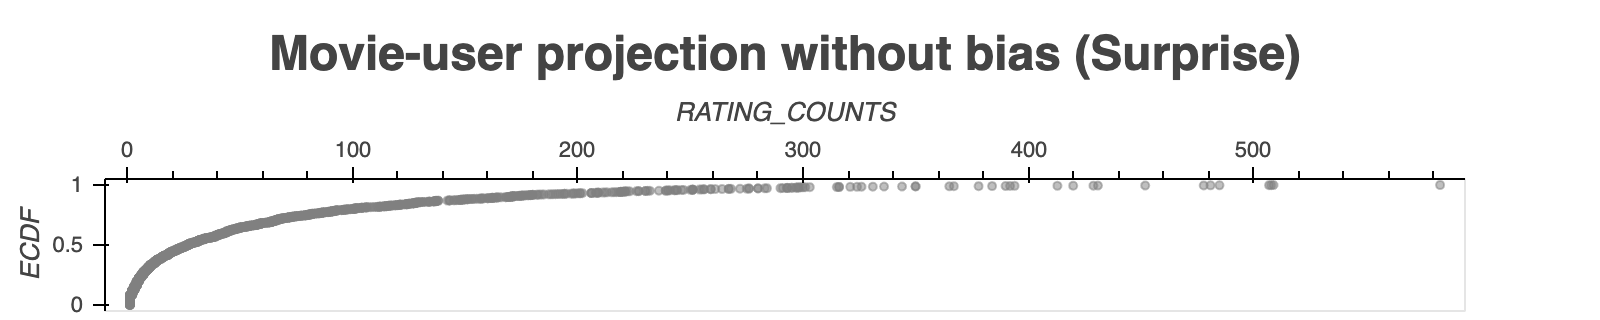 Movie-user projection without bias (Surprise)
RATING_COUNTS
0 100 200 300 400 500
1
0.5
0
ECDF